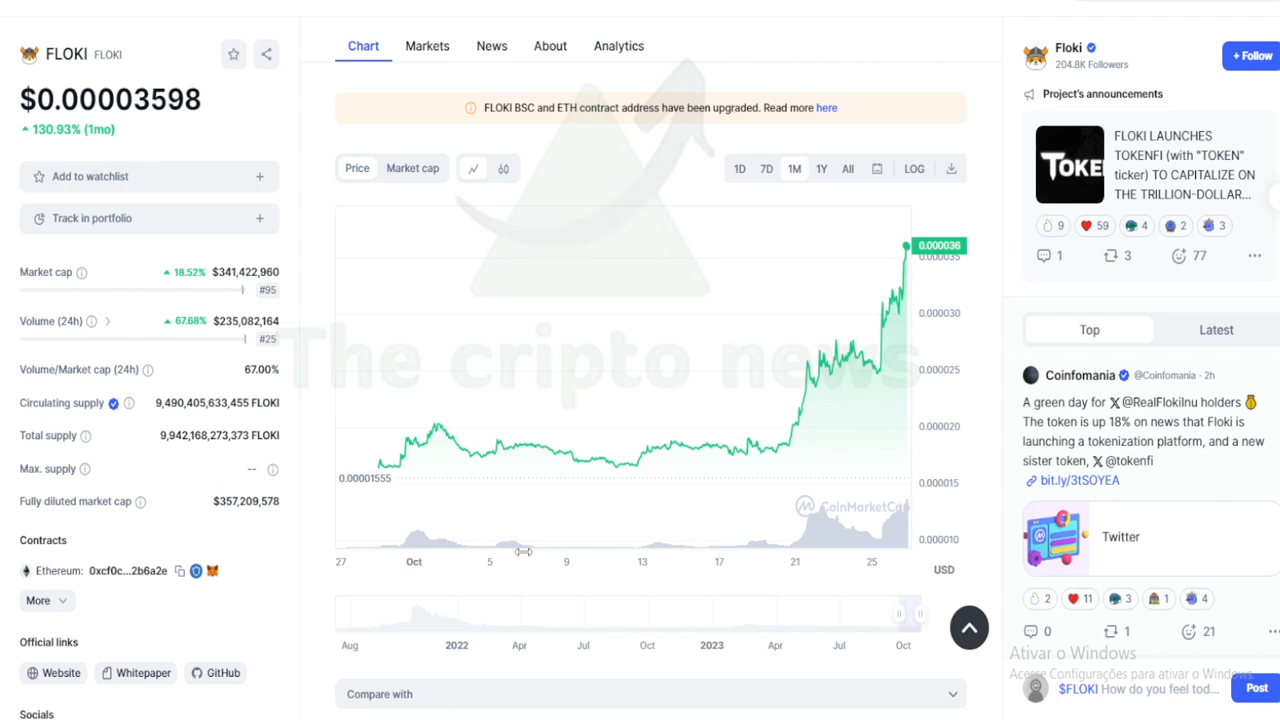 FLOKI FLOKI
$0.00003598
130.93% (1mo)
Add to watchlist +
Track in portfolio +
Market cap 18.52% $341,422,960
#95
Volume (24h) 67.68% $235,082,164
#25
Volume/Market cap (24h) 67.00%
Circulating supply 9,490,405,633,455 FLOKI
Total supply 9,942,168,273,373 FLOKI
Max. supply --
Fully diluted market cap $357,209,578
Contracts
Ethereum: 0xcf0c...2b6a2e
More
Official links
Website Whitepaper GitHub
Socials
Chart Markets News About Analytics
FLOKI BSC and ETH contract address have been upgraded. Read more here
Price Market cap
1D 7D 1M 1Y All LOG
0.000036
0.000035
0.000030
0.000025
0.000020
0.000015
0.000010
0.00001555
The cripto news
CoinMarketCap
27 Oct 5 9 13 17 21 25
USD
Aug 2022 Apr Jul Oct 2023 Apr Jul Oct
Compare with
Floki
204.8K Followers
+ Follow
Project's announcements
TOKE
FLOKI LAUNCHES
TOKENFI (with "TOKEN"
ticker) TO CAPITALIZE ON
THE TRILLION-DOLLAR...
9 59 4 2 3
1 3 77
Top Latest
Coinfomania @Coinfomania · 2h
A green day for X @RealFlokiInu holders
The token is up 18% on news that Floki is
launching a tokenization platform, and a new
sister token, X @tokenfi
bit.ly/3tSOYEA
Twitter
2 11 3 1 4
0 1 21
Ativar o Windows
Acesse Configurações para ativar o Windows.
$FLOKI How do you feel tod...
Post